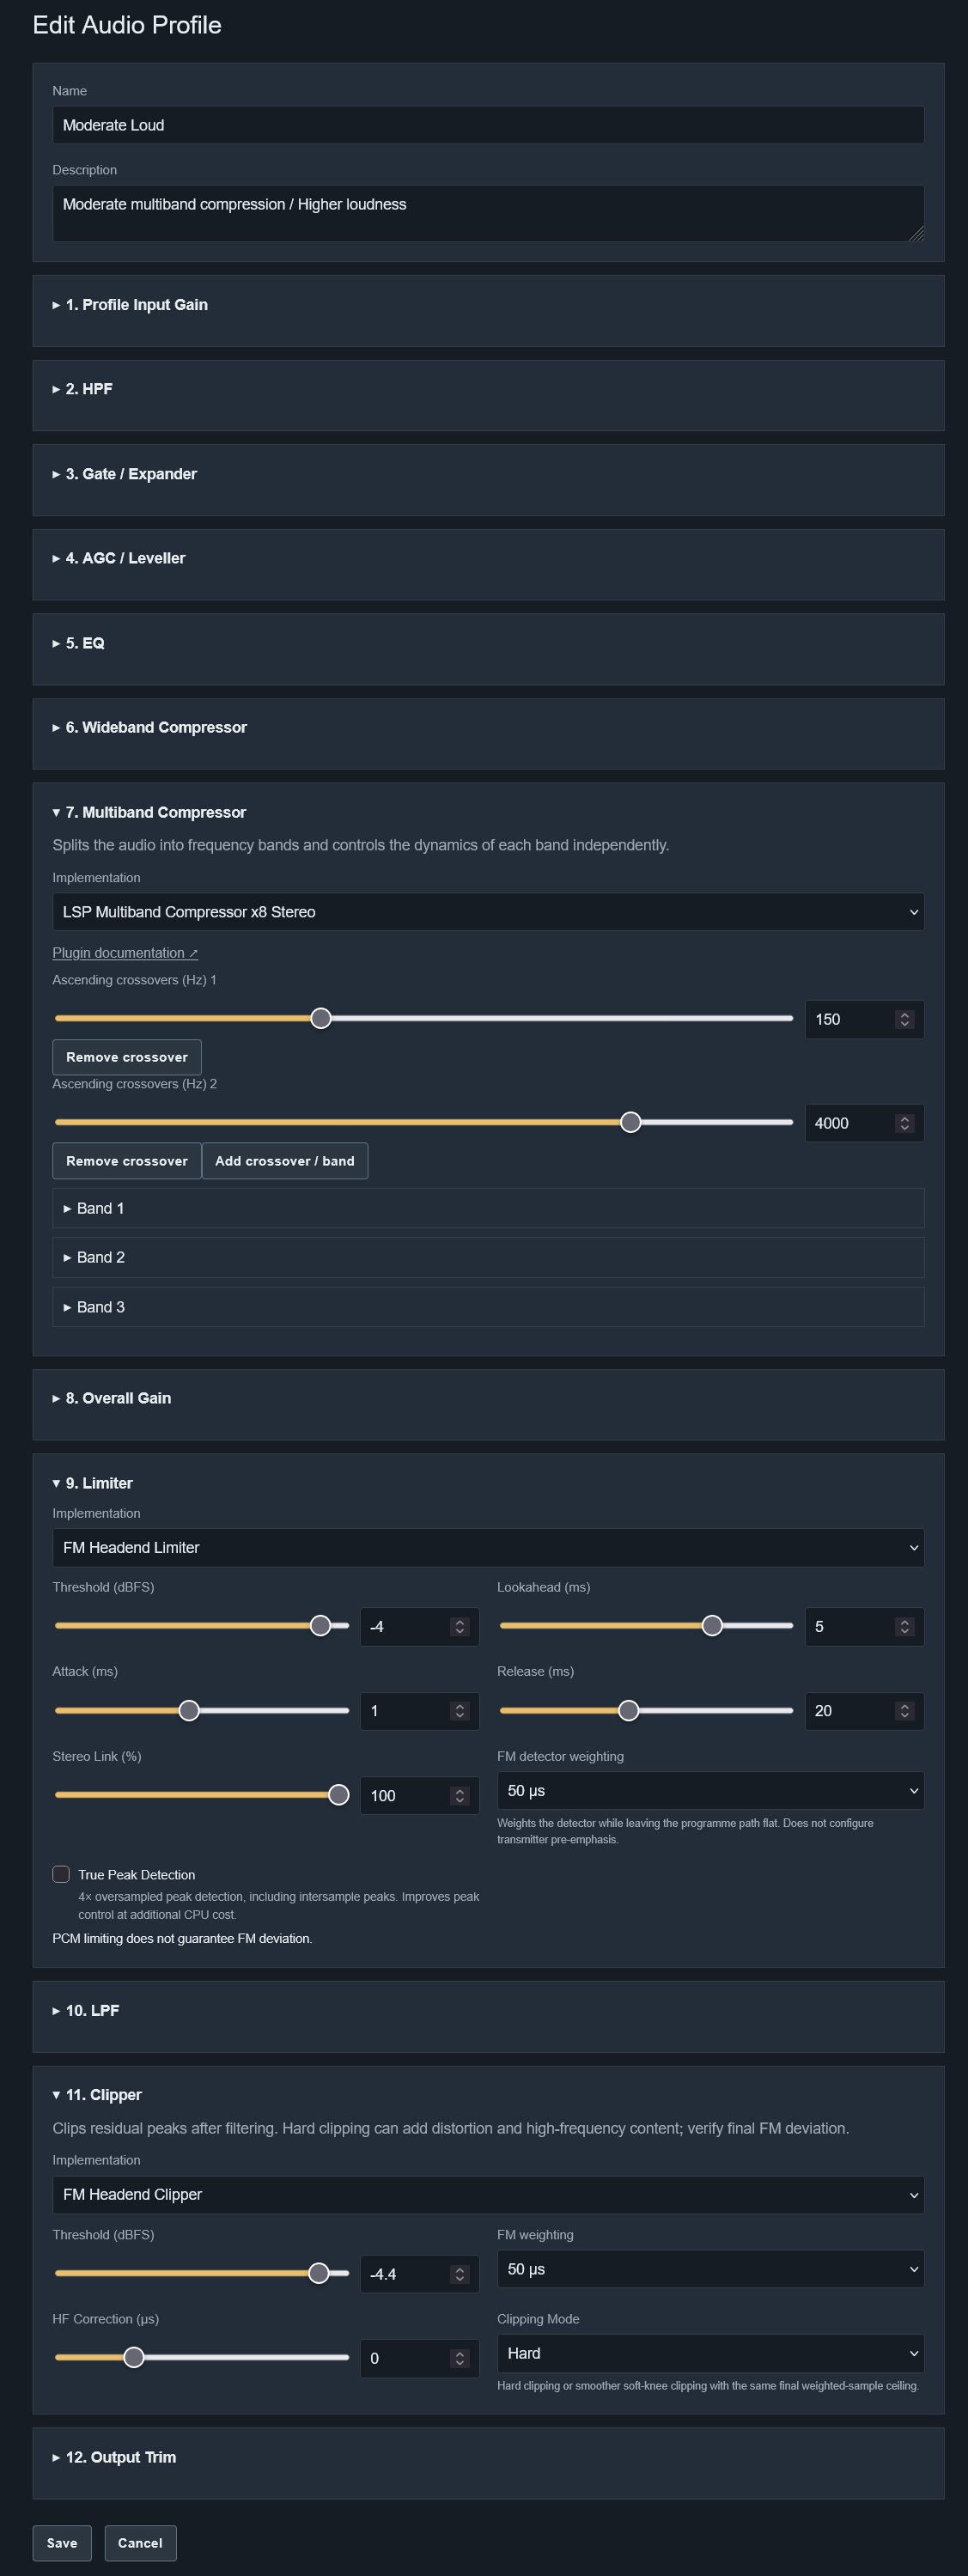 Edit Audio Profile
Name
Moderate Loud
Description
Moderate multiband compression / Higher loudness
▸ 1. Profile Input Gain
▸ 2. HPF
▸ 3. Gate / Expander
▸ 4. AGC / Leveller
▸ 5. EQ
▸ 6. Wideband Compressor
▾ 7. Multiband Compressor
Splits the audio into frequency bands and controls the dynamics of each band independently.
Implementation
LSP Multiband Compressor x8 Stereo
Plugin documentation ↗
Ascending crossovers (Hz) 1
150
Remove crossover
Ascending crossovers (Hz) 2
4000
Remove crossover Add crossover / band
▸ Band 1
▸ Band 2
▸ Band 3
▸ 8. Overall Gain
▾ 9. Limiter
Implementation
FM Headend Limiter
Threshold (dBFS) Lookahead (ms)
-4 5
Attack (ms) Release (ms)
1 20
Stereo Link (%) FM detector weighting
100 50 µs
Weights the detector while leaving the programme path flat. Does not configure
transmitter pre-emphasis.
True Peak Detection
4× oversampled peak detection, including intersample peaks. Improves peak
control at additional CPU cost.
PCM limiting does not guarantee FM deviation.
▸ 10. LPF
▾ 11. Clipper
Clips residual peaks after filtering. Hard clipping can add distortion and high-frequency content; verify final FM deviation.
Implementation
FM Headend Clipper
Threshold (dBFS) FM weighting
-4.4 50 µs
HF Correction (µs) Clipping Mode
0 Hard
Hard clipping or smoother soft-knee clipping with the same final weighted-sample ceiling.
▸ 12. Output Trim
Save Cancel